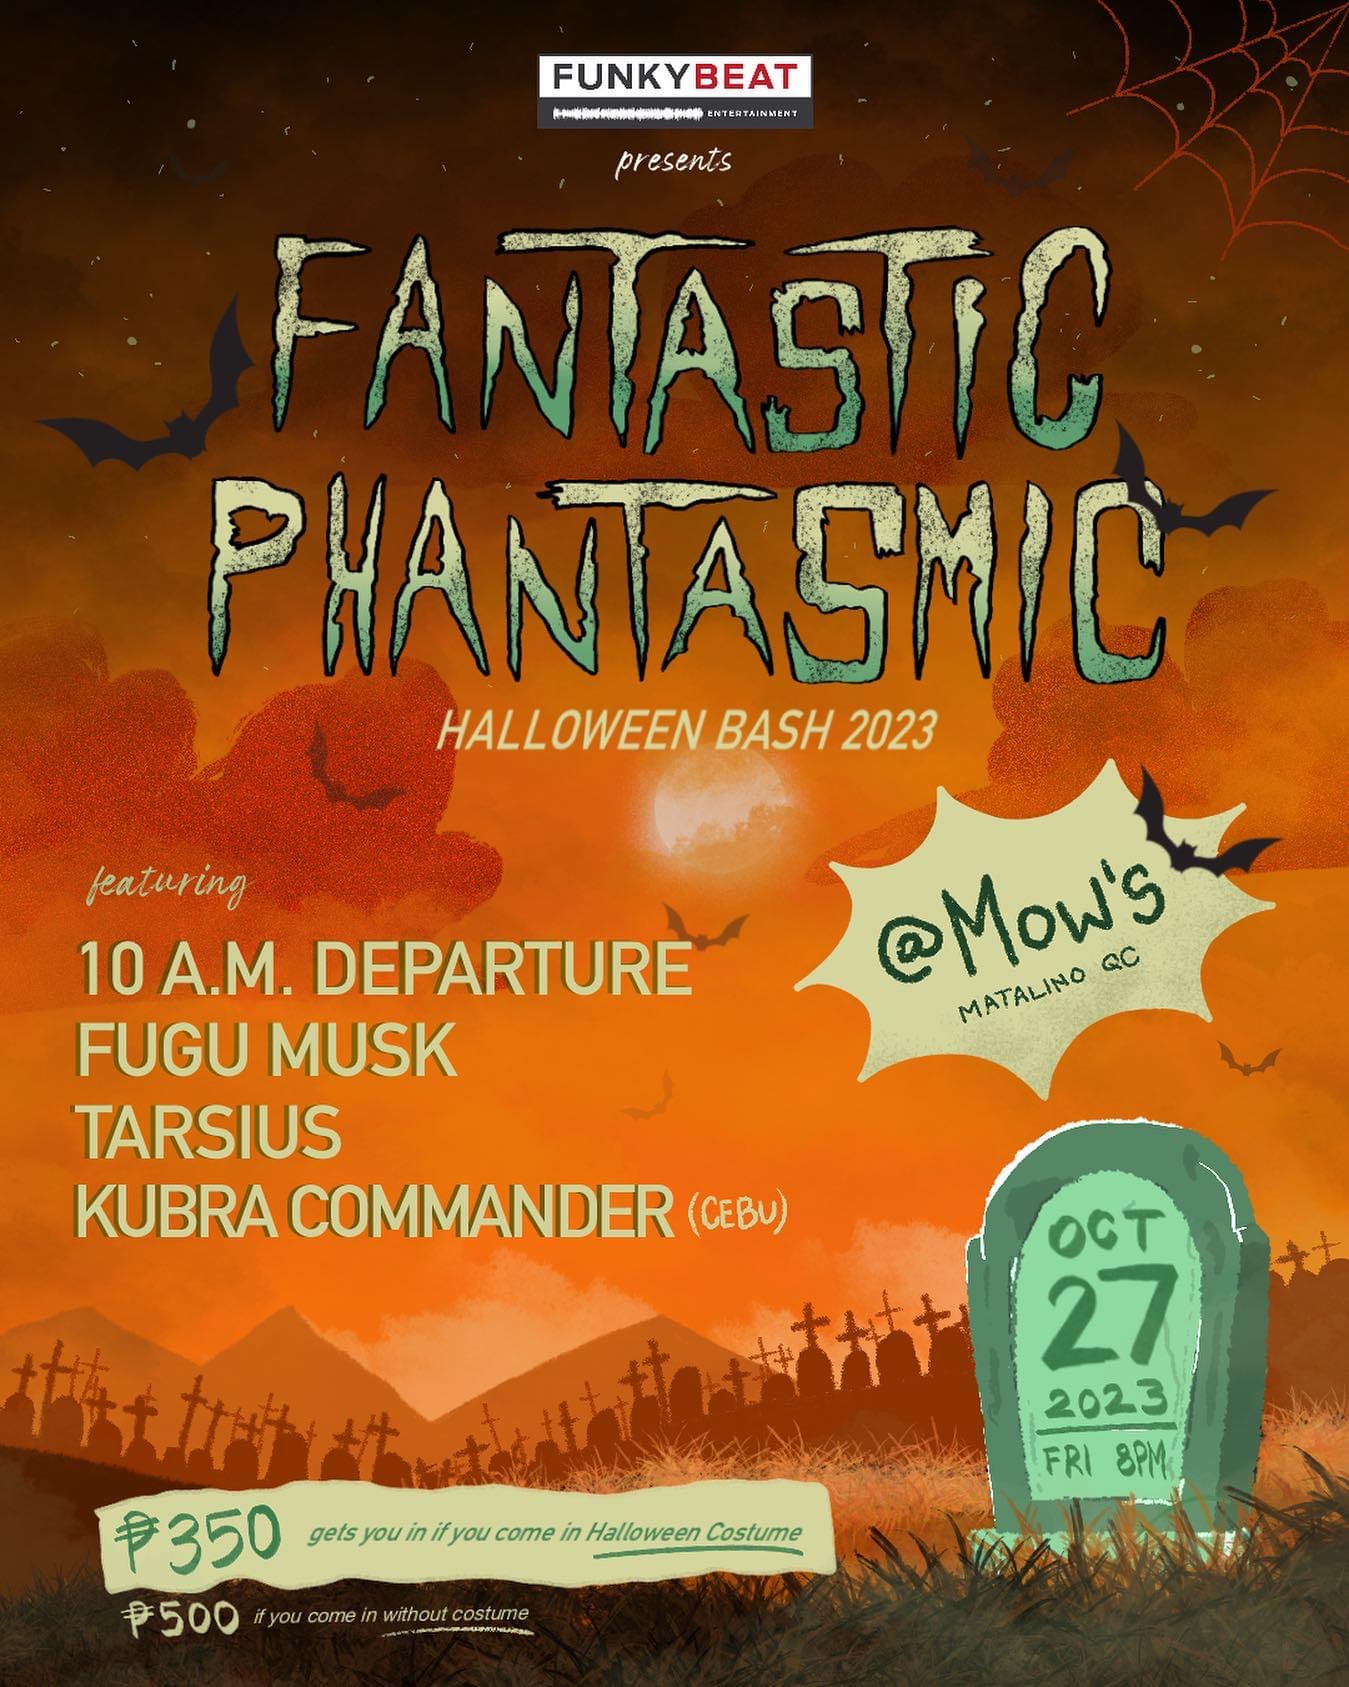 FUNKYBEAT
ENTERTAINMENT
presents
FANTASTIC
PHANTASMIC
HALLOWEEN BASH 2023
@Mow's
MATALINO QC
featuring
10 A.M. DEPARTURE
FUGU MUSK
TARSIUS
KUBRA COMMANDER (CEBU)
OCT
27
2023
FRI 8PM
₱350 gets you in if you come in Halloween Costume
₱500 if you come in without costume